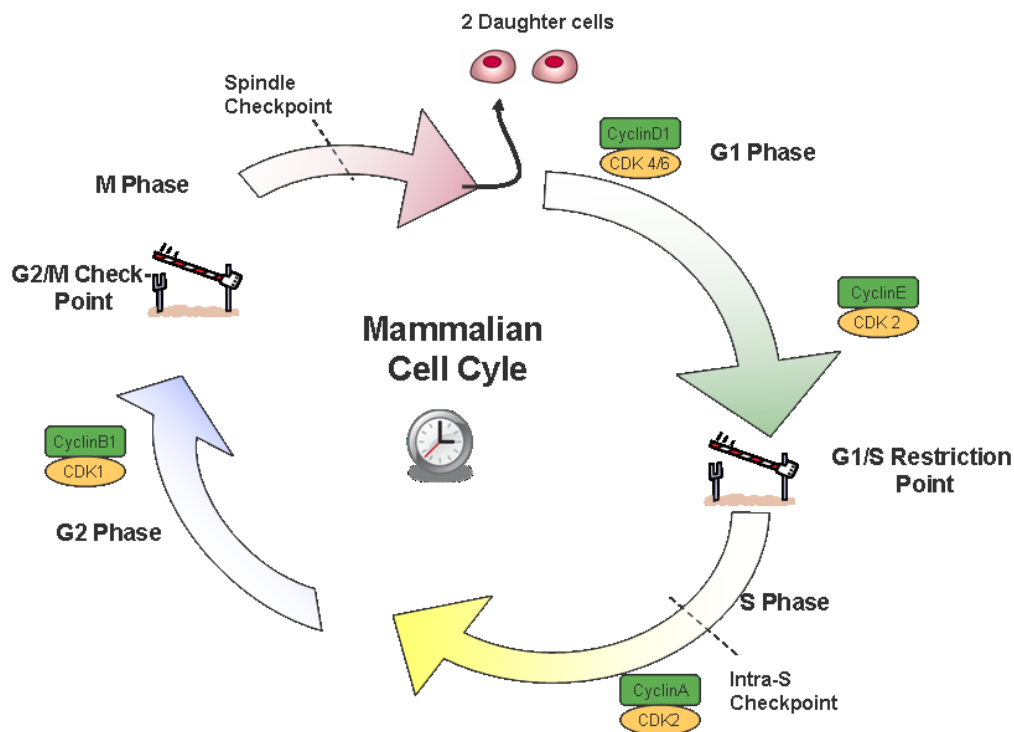 2 Daughter cells
Spindle
Checkpoint
CyclinD1
CDK 4/6
G1 Phase
M Phase
G2/M Check-
Point
CyclinE
CDK 2
Mammalian
Cell Cyle
CyclinB1
CDK1
G1/S Restriction
Point
G2 Phase
S Phase
Intra-S
Checkpoint
CyclinA
CDK2